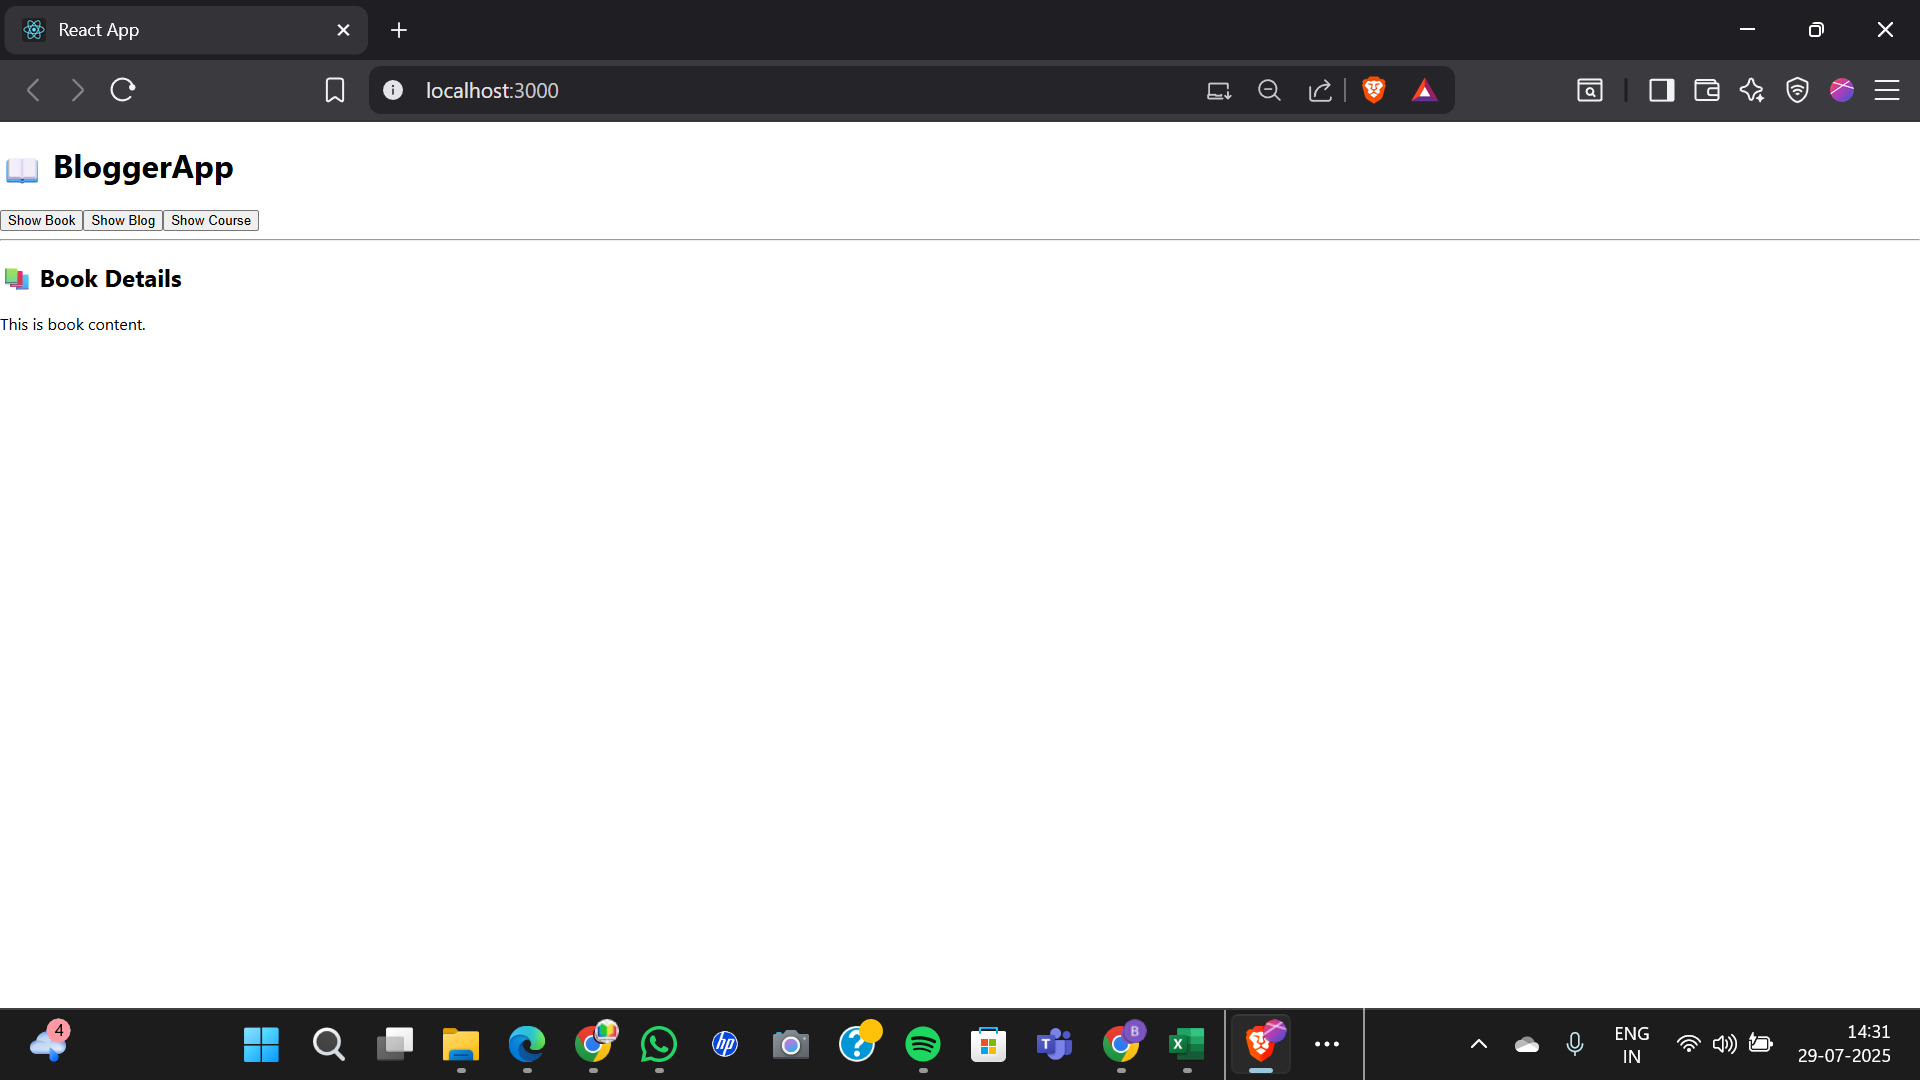 React App
localhost:3000
BloggerApp
Show Book Show Blog Show Course
Book Details
This is book content.
4
hp
?
T
B
X
ENG
IN
14:31
29-07-2025